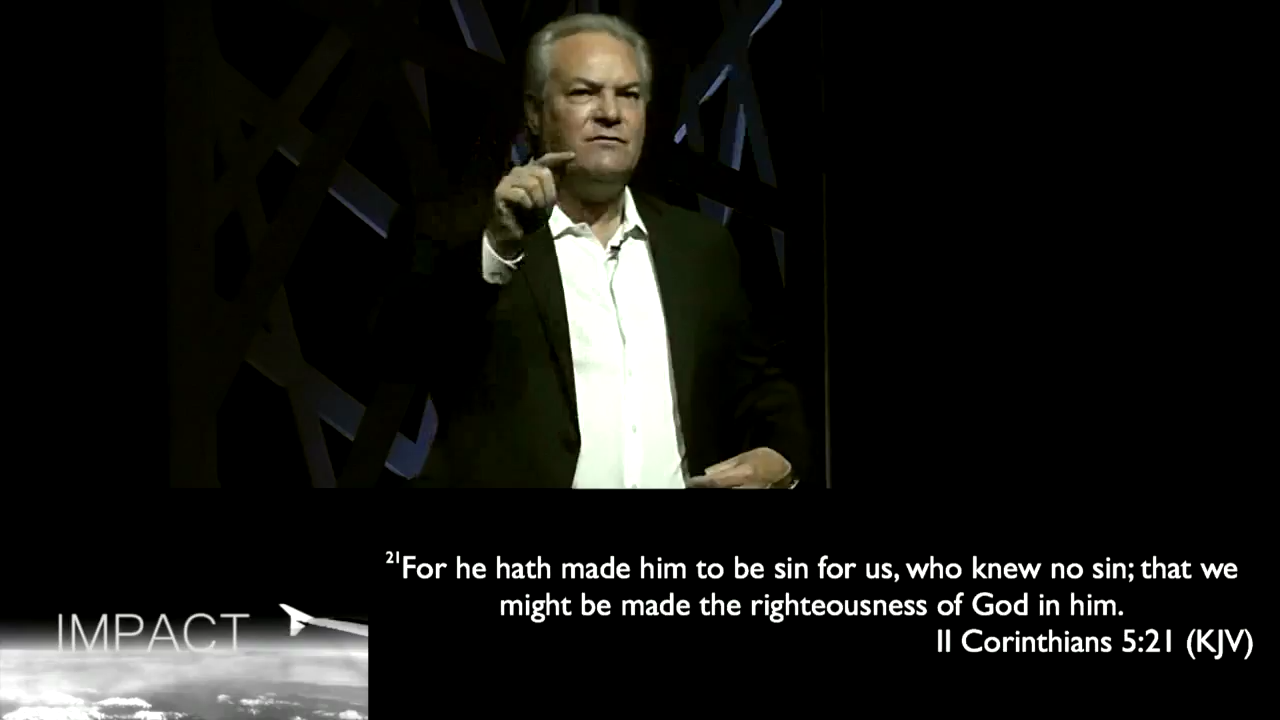 ²¹For he hath made him to be sin for us, who knew no sin; that we
might be made the righteousness of God in him.
II Corinthians 5:21 (KJV)
IMPACT